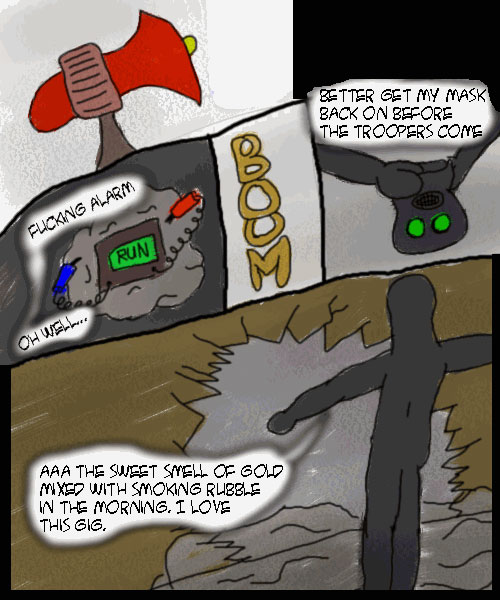 FUCKING ALARM
OH WELL...
RUN
BOOM
BETTER GET MY MASK
BACK ON BEFORE
THE TROOPERS COME
AAA THE SWEET SMELL OF GOLD
MIXED WITH SMOKING RUBBLE
IN THE MORNING. I LOVE
THIS GIG.